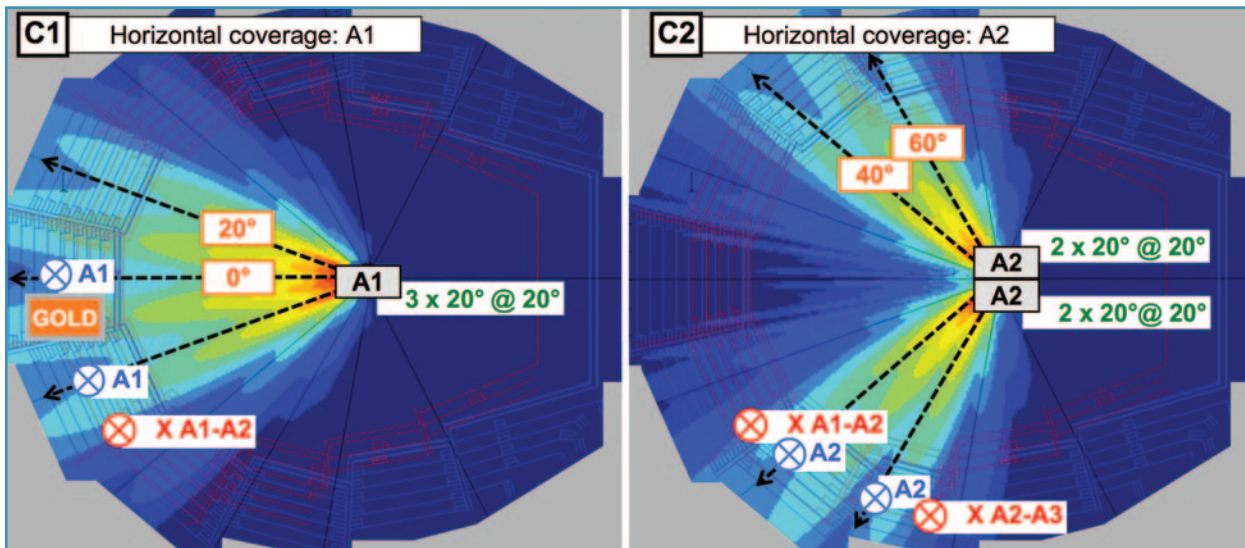 C1
Horizontal coverage: A1
20°
0°
A1
A1
3 x 20° @ 20°
GOLD
A1
X A1-A2
C2
Horizontal coverage: A2
60°
40°
2 x 20° @ 20°
A2
A2
2 x 20°@ 20°
X A1-A2
A2
A2
X A2-A3